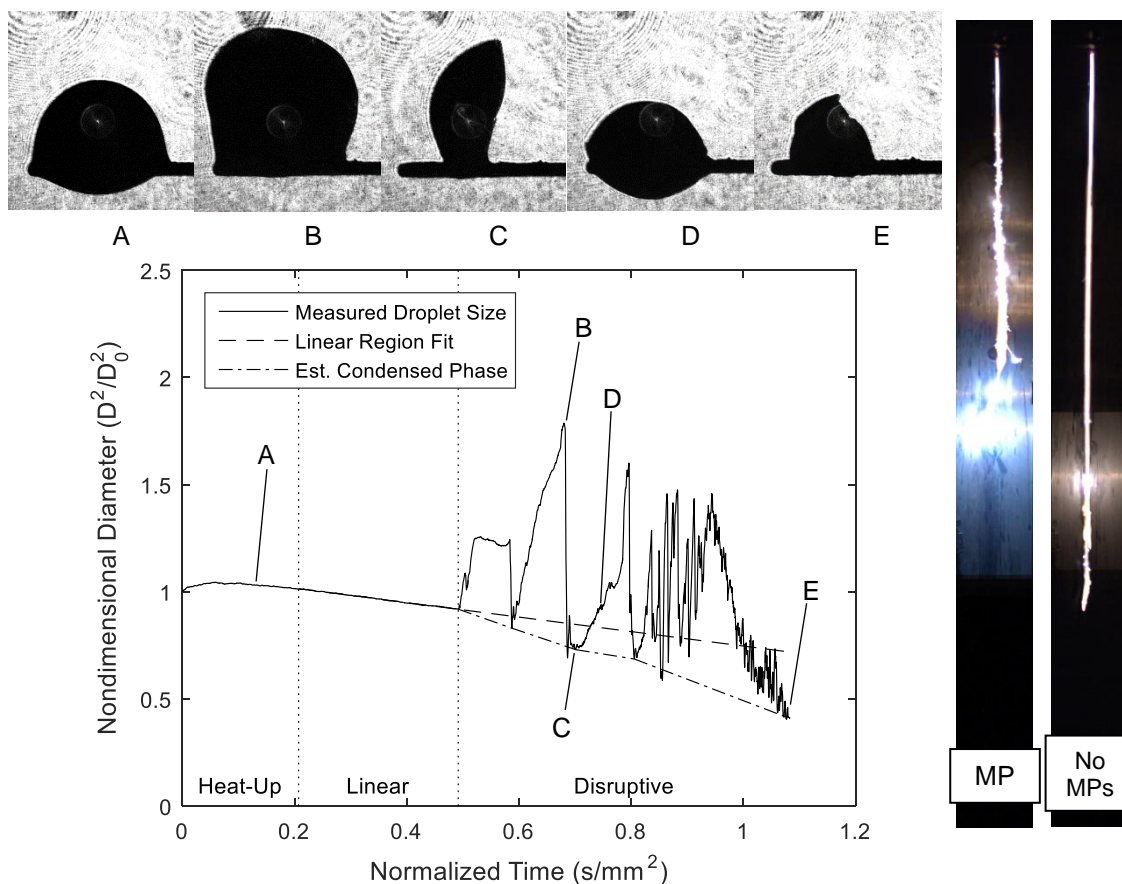 A B C D E
2.5
2
1.5
1
0.5
0
Nondimensional Diameter (D²/D₀²)
Measured Droplet Size
Linear Region Fit
Est. Condensed Phase
A
B
D
C
E
Heat-Up Linear Disruptive
0 0.2 0.4 0.6 0.8 1 1.2
Normalized Time (s/mm²)
MP
No
MPs